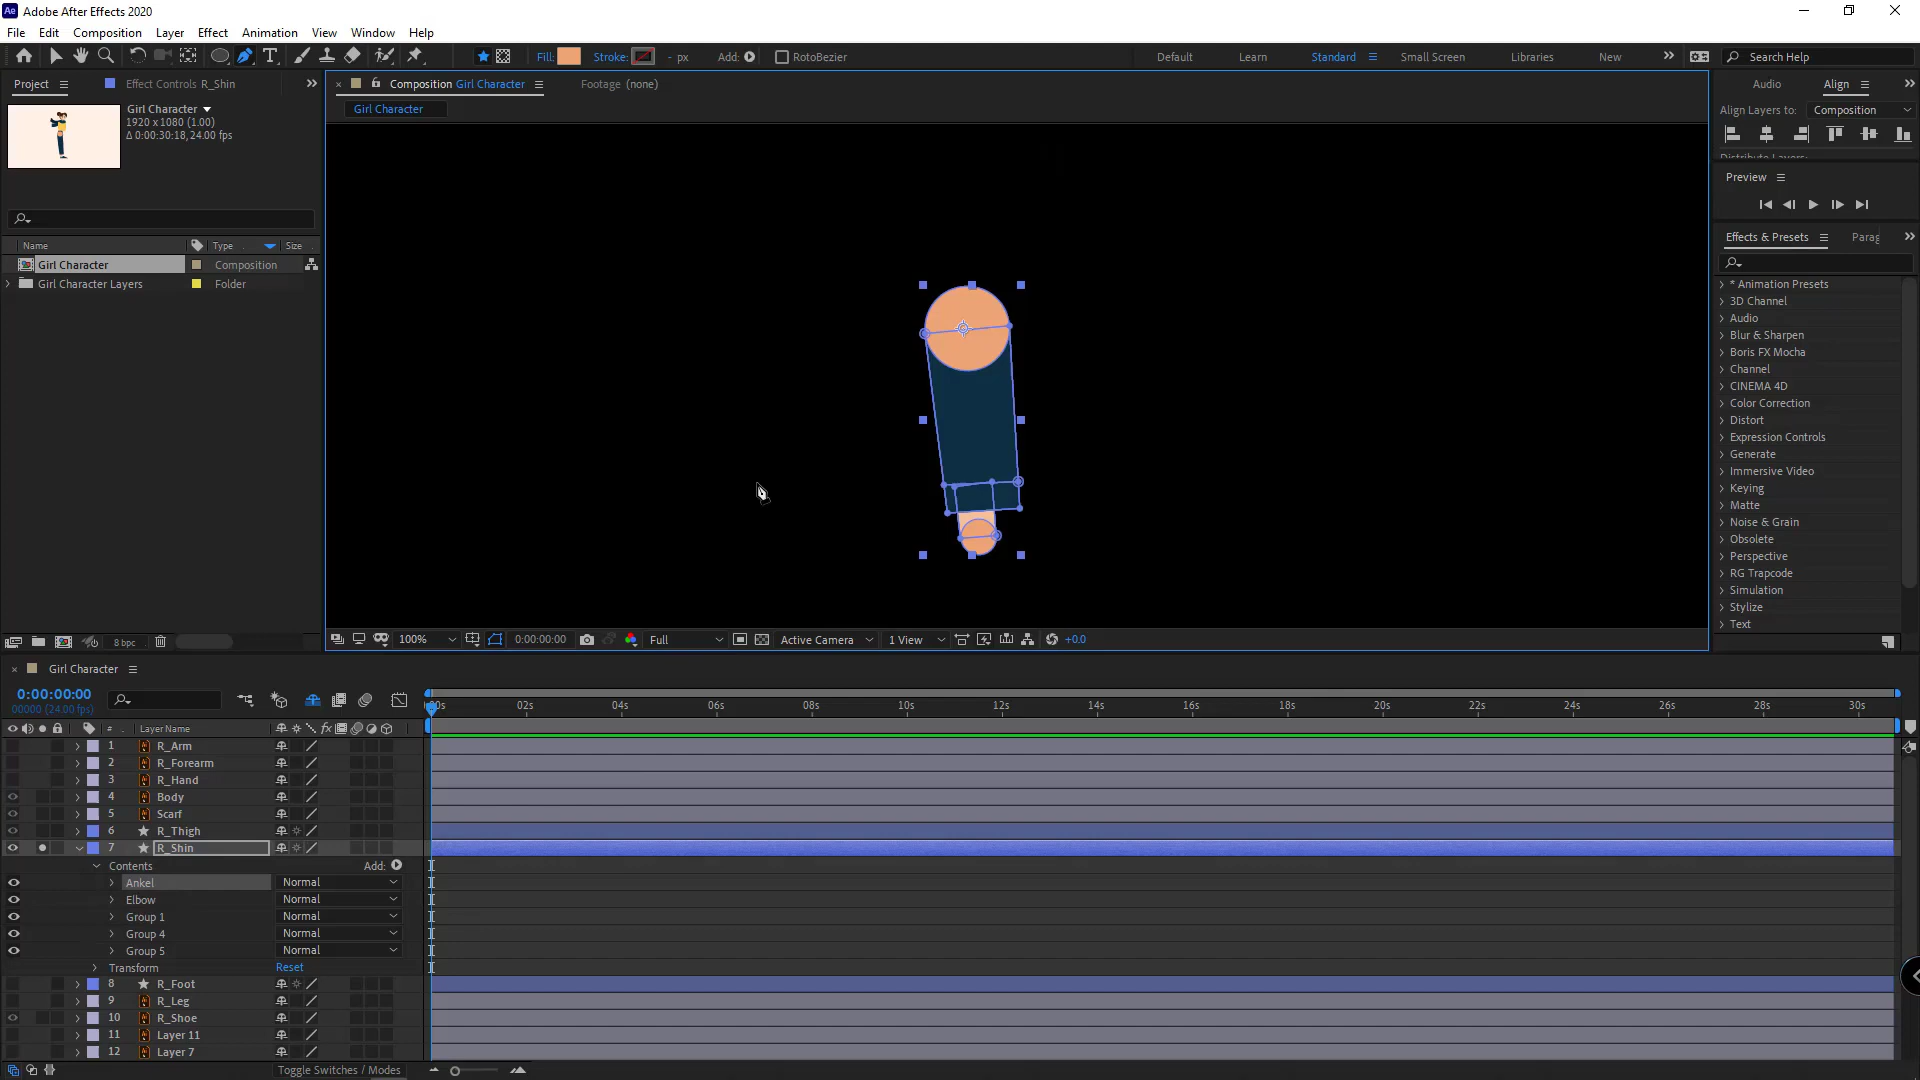 Adobe After Effects 2020
File Edit Composition Layer Effect Animation View Window Help
Fill: Stroke: - px Add: RotoBezier Default Learn Standard Small Screen Libraries New Search Help
Project Effect Controls R_Shin
Composition Girl Character Footage (none)
Audio Align
Girl Character
1920 x 1080 (1.00)
Δ 0:00:30:18, 24.00 fps
Girl Character
Align Layers to: Composition
Distribute Layers:
Preview
Name Type Size
Girl Character Composition
Girl Character Layers Folder
Effects & Presets Parag
* Animation Presets
3D Channel
Audio
Blur & Sharpen
Boris FX Mocha
Channel
CINEMA 4D
Color Correction
Distort
Expression Controls
Generate
Immersive Video
Keying
Matte
Noise & Grain
Obsolete
Perspective
RG Trapcode
Simulation
Stylize
Text
8 bpc
100% 0:00:00:00 Full Active Camera 1 View +0.0
Girl Character
0:00:00:00
00000 (24.00 fps)
00s 02s 04s 06s 08s 10s 12s 14s 16s 18s 20s 22s 24s 26s 28s 30s
# Layer Name fx
1 R_Arm
2 R_Forearm
3 R_Hand
4 Body
5 Scarf
6 R_Thigh
7 R_Shin
Contents Add:
Ankel Normal
Elbow Normal
Group 1 Normal
Group 4 Normal
Group 5 Normal
Transform Reset
8 R_Foot
9 R_Leg
10 R_Shoe
11 Layer 11
12 Layer 7
Toggle Switches / Modes